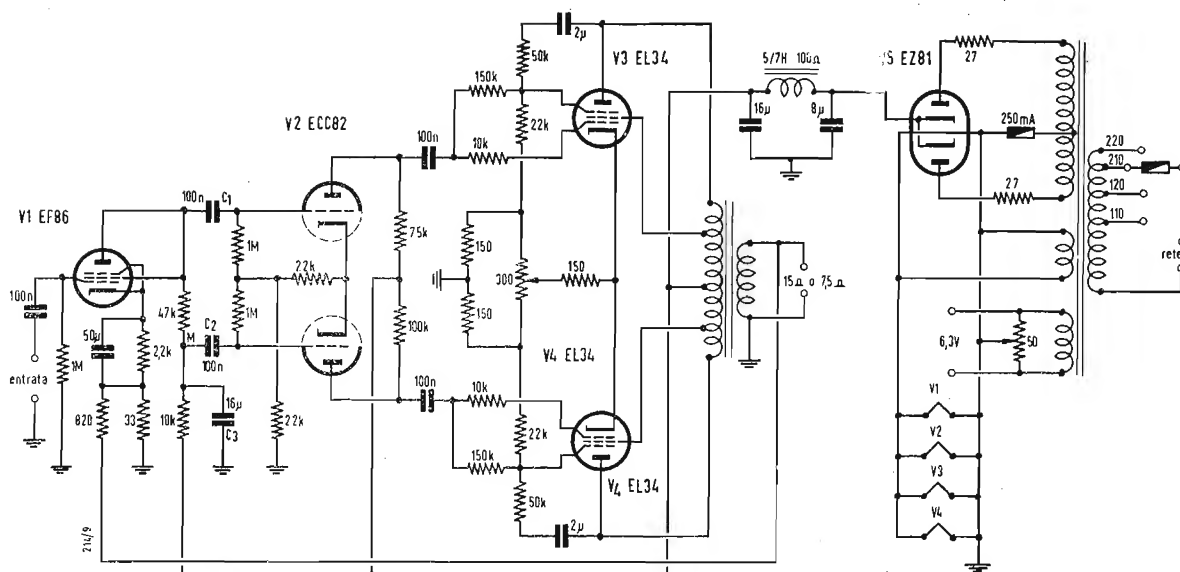 V1 EF86
100n
entrata
1M
50µ
2,2k
820
33
214/9
100n
C1
1M
47k
M
C2
100n
1M
10k
16µ
C3
22k
2.2k
V2 ECC82
75k
100k
100n
150k
10k
50k
2µ
22k
V3 EL34
150
300
150
150
V4 EL34
100n
10k
150k
22k
50k
2µ
V4 EL34
15Ω o 7,5Ω
5/7H 100Ω
16µ
8µ
EZ81
27
250mA
27
220
210
120
110
rete
6,3V
50
V1
V2
V3
V4